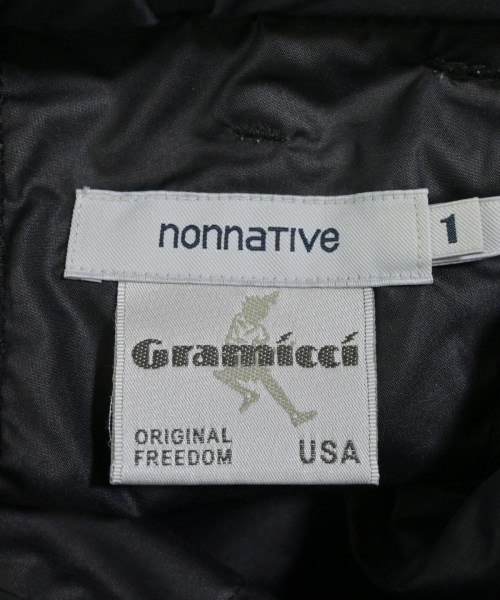 nonnative
1
Gramicci
ORIGINAL
FREEDOM
USA